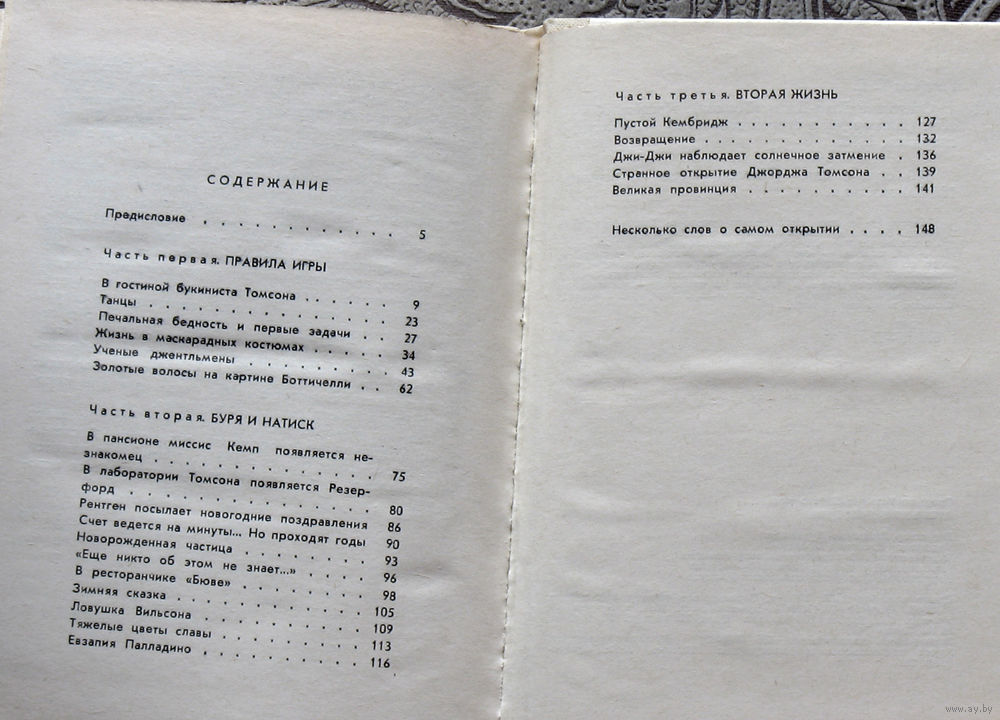 СОДЕРЖАНИЕ
Предисловие . . . . . . . . . . . . 5
Часть первая. ПРАВИЛА ИГРЫ
В гостиной букиниста Томсона . . . . . . 9
Танцы . . . . . . . . . . . . . . . 23
Печальная бедность и первые задачи . . 27
Жизнь в маскарадных костюмах . . . . . 34
Ученые джентльмены . . . . . . . . . 43
Золотые волосы на картине Боттичелли . . 62
Часть вторая. БУРЯ И НАТИСК
В пансионе миссис Кемп появляется не-
знакомец . . . . . . . . . . . . . 75
В лаборатории Томсона появляется Резер-
форд . . . . . . . . . . . . . . 80
Рентген посылает новогодние поздравления 86
Счет ведется на минуты... Но проходят годы 90
Новорожденная частица . . . . . . . 93
«Еще никто об этом не знает...» . . . . 96
В ресторанчике «Бюве» . . . . . . . . 98
Зимняя сказка . . . . . . . . . . . 105
Ловушка Вильсона . . . . . . . . . . 109
Тяжелые цветы славы . . . . . . . . . 113
Евзапия Палладино . . . . . . . . . . 116
Часть третья. ВТОРАЯ ЖИЗНЬ
Пустой Кембридж . . . . . . . . . . . 127
Возвращение . . . . . . . . . . . . . 132
Джи-Джи наблюдает солнечное затмение . 136
Странное открытие Джорджа Томсона . . 139
Великая провинция . . . . . . . . . . 141
Несколько слов о самом открытии . . . . 148
www.ay.by